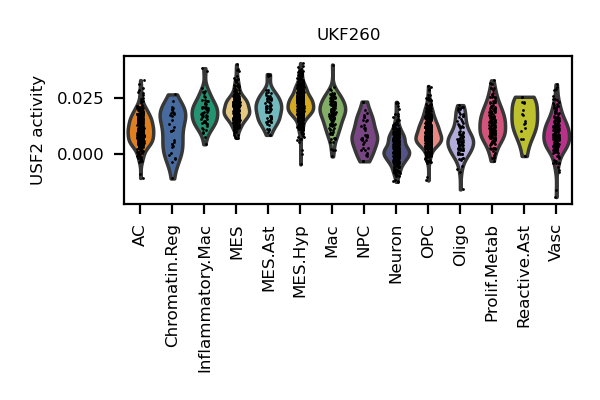 UKF260
USF2 activity
0.025
0.000
AC
Chromatin.Reg
Inflammatory.Mac
MES
MES.Ast
MES.Hyp
Mac
NPC
Neuron
OPC
Oligo
Prolif.Metab
Reactive.Ast
Vasc